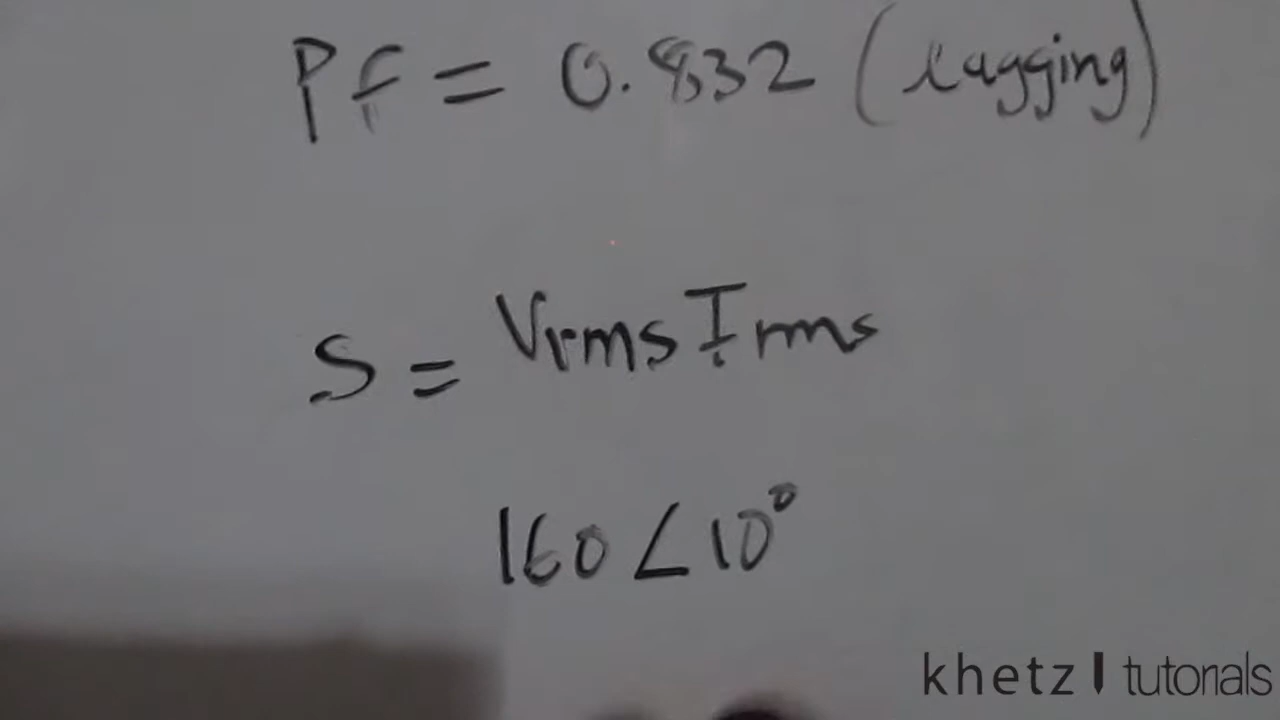 PF = 0.832 (lagging)
S = Vrms Irms
160∠10°
khetz tutorials